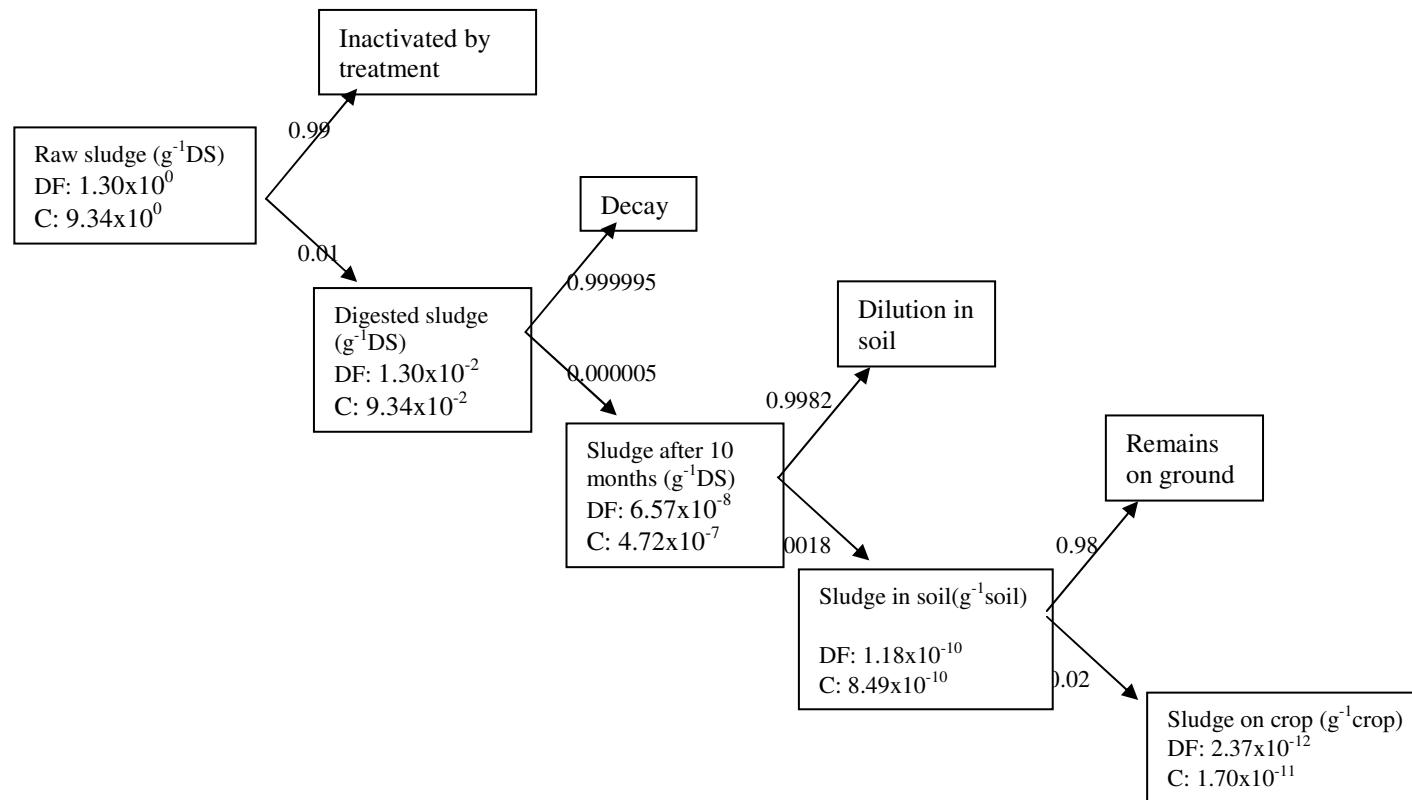 Inactivated by
treatment
0.99
Raw sludge (g⁻¹DS)
DF: 1.30x10⁰
C: 9.34x10⁰
0.01
Decay
0.999995
Digested sludge
(g⁻¹DS)
DF: 1.30x10⁻²
C: 9.34x10⁻²
0.000005
Dilution in
soil
0.9982
Sludge after 10
months (g⁻¹DS)
DF: 6.57x10⁻⁸
C: 4.72x10⁻⁷
0018
Remains
on ground
0.98
Sludge in soil(g⁻¹soil)
DF: 1.18x10⁻¹⁰
C: 8.49x10⁻¹⁰
0.02
Sludge on crop (g⁻¹crop)
DF: 2.37x10⁻¹²
C: 1.70x10⁻¹¹